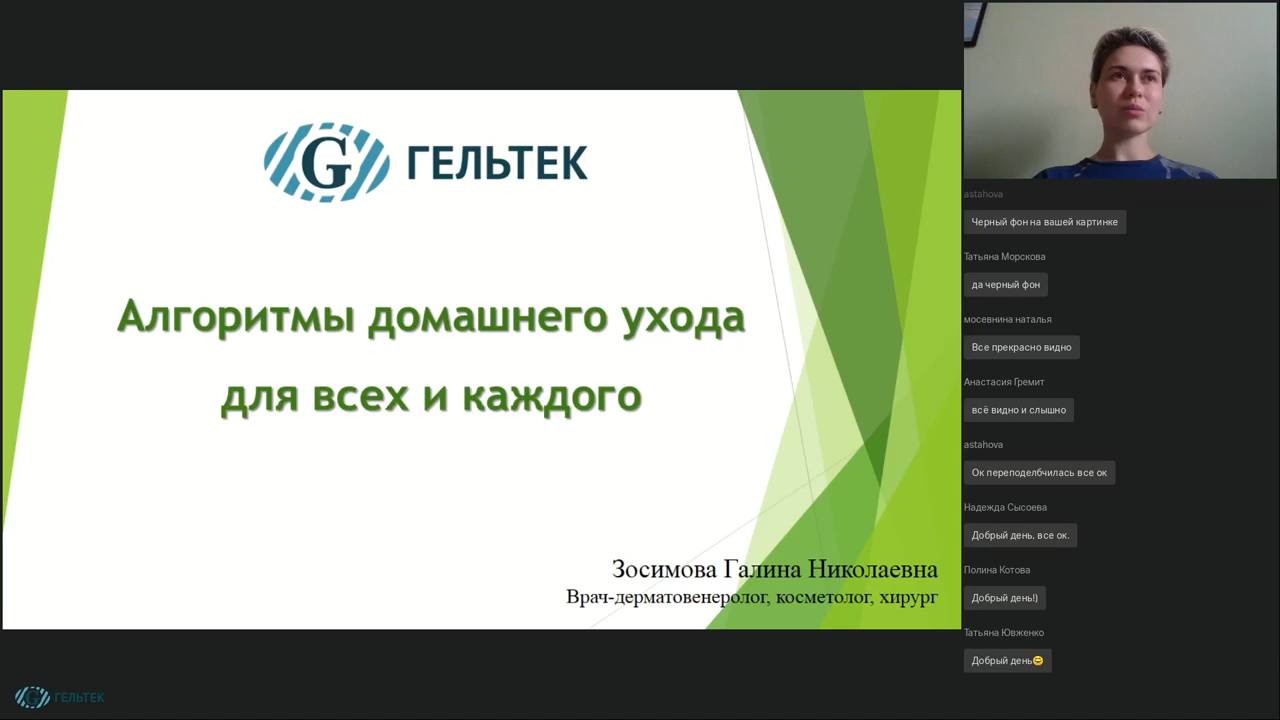 G ГЕЛЬТЕК
Алгоритмы домашнего ухода
для всех и каждого
Зосимова Галина Николаевна
Врач-дерматовенеролог, косметолог, хирург
G ГЕЛЬТЕК
astahova
Черный фон на вашей картинке
Татьяна Морскова
да черный фон
мосевнина наталья
Все прекрасно видно
Анастасия Гремит
всё видно и слышно
astahova
Ок переподелбчилась все ок
Надежда Сысоева
Добрый день, все ок.
Полина Котова
Добрый день!)
Татьяна Ювженко
Добрый день😊